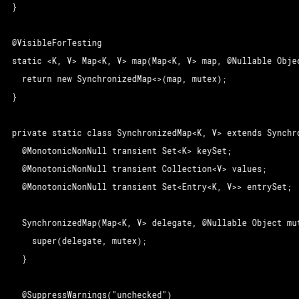 }
@VisibleForTesting
static <K, V> Map<K, V> map(Map<K, V> map, @Nullable Objec
return new SynchronizedMap<>(map, mutex);
}
private static class SynchronizedMap<K, V> extends Synchro
@MonotonicNonNull transient Set<K> keySet;
@MonotonicNonNull transient Collection<V> values;
@MonotonicNonNull transient Set<Entry<K, V>> entrySet;
SynchronizedMap(Map<K, V> delegate, @Nullable Object mut
super(delegate, mutex);
}
@SuppressWarnings("unchecked")